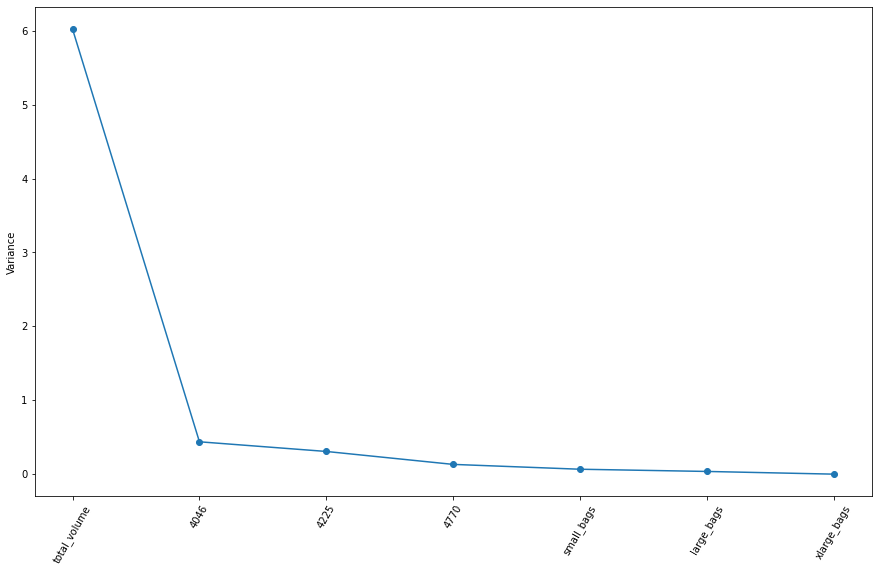 6
5
4
3
2
1
0
Variance
total_volume
4046
4225
4770
small_bags
large_bags
xlarge_bags